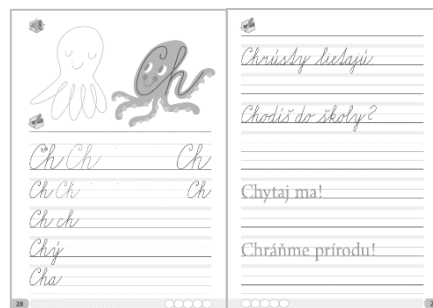 Ch
Ch Ch Ch
Ch Ch Ch
Ch ch
Chý
Cha
28
Chrústy lietajú.
Chodíš do školy?
Chytaj ma!
Chráňme prírodu!